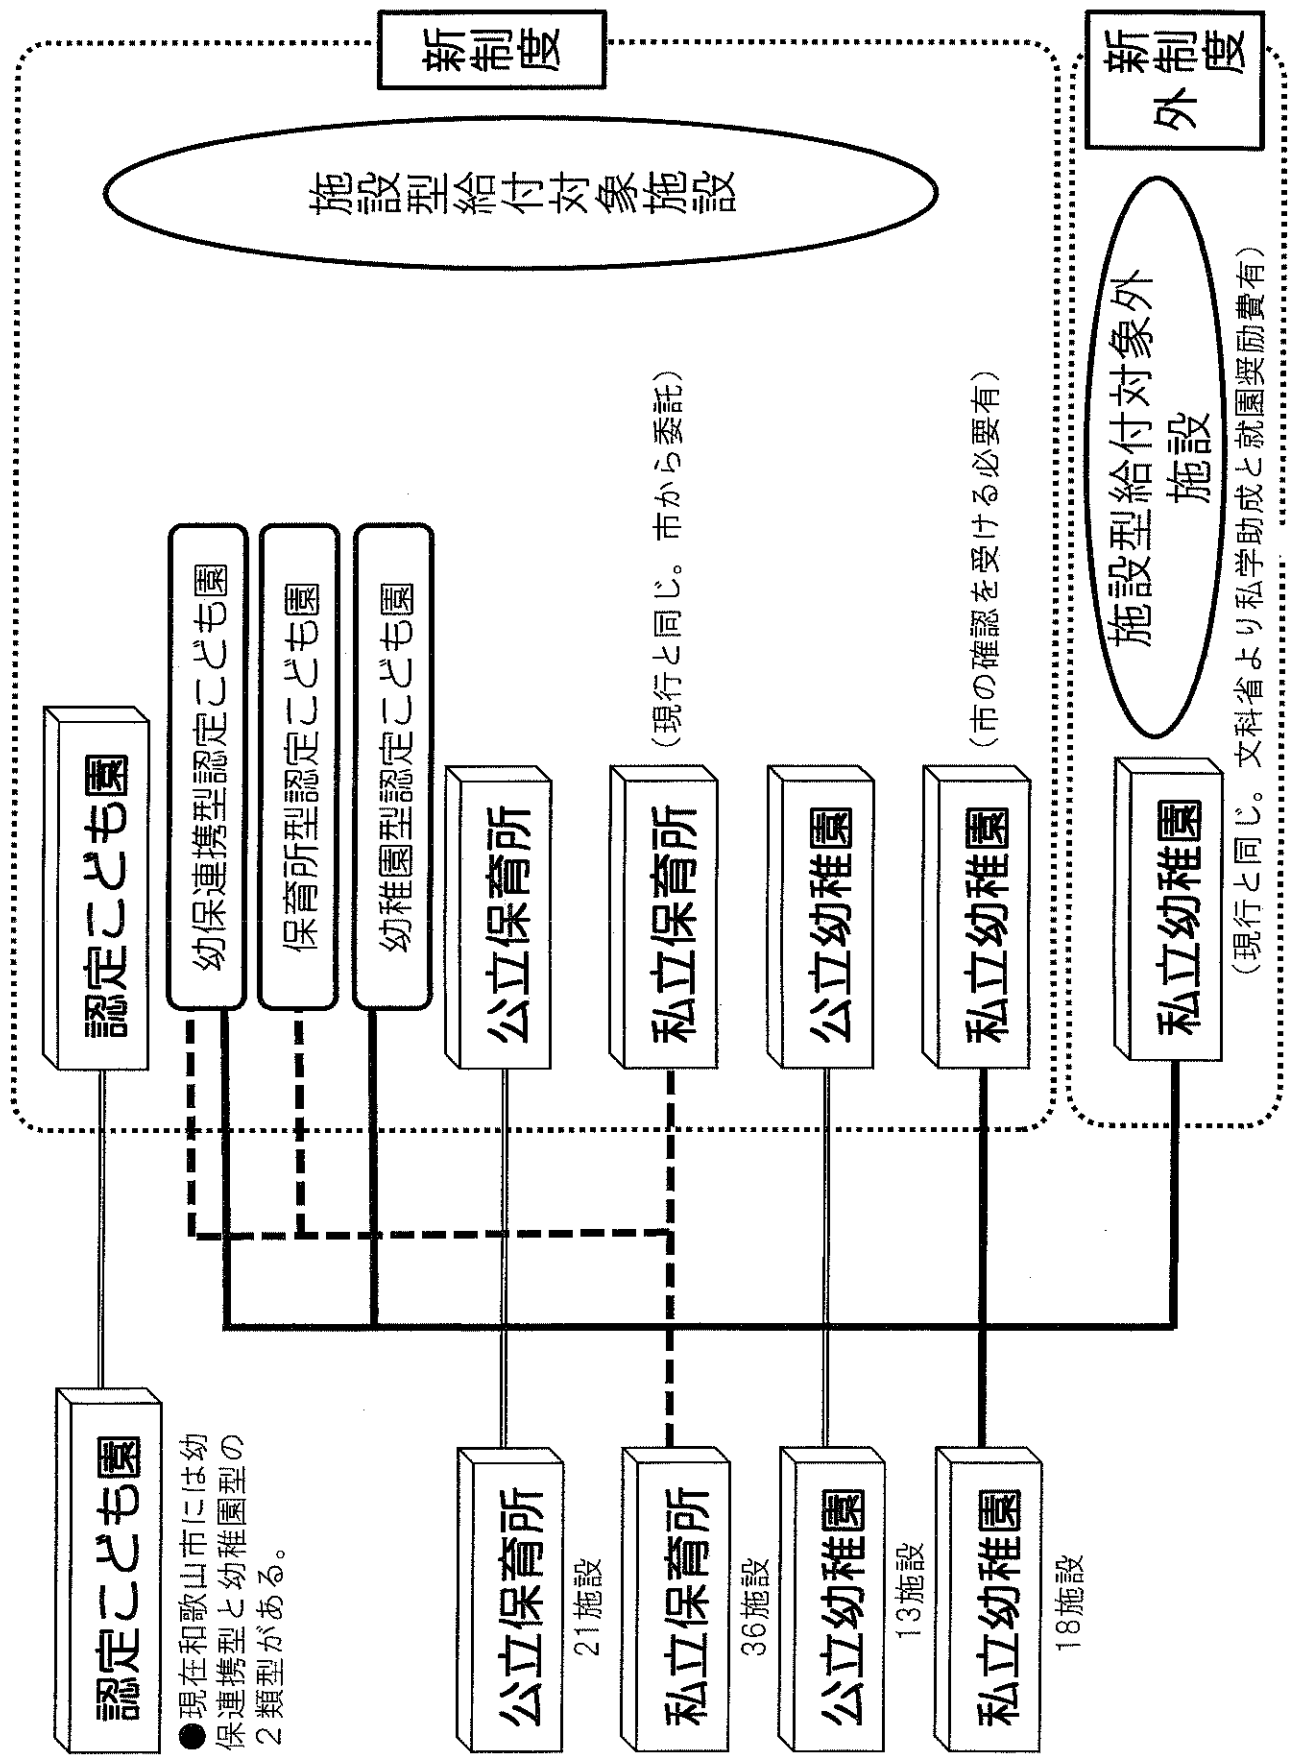 認定こども園
●現在和歌山市には幼
保連携型と幼稚園型の
２類型がある。
公立保育所
21施設
私立保育所
36施設
公立幼稚園
13施設
私立幼稚園
18施設
認定こども園
幼保連携型認定こども園
保育所型認定こども園
幼稚園型認定こども園
公立保育所
私立保育所
（現行と同じ。市から委託）
公立幼稚園
私立幼稚園
（市の確認を受ける必要有）
施設型給付対象施設
新制度
私立幼稚園
（現行と同じ。文科省より私学助成と就園奨励費有）
施設型給付対象外
施設
新制度
外